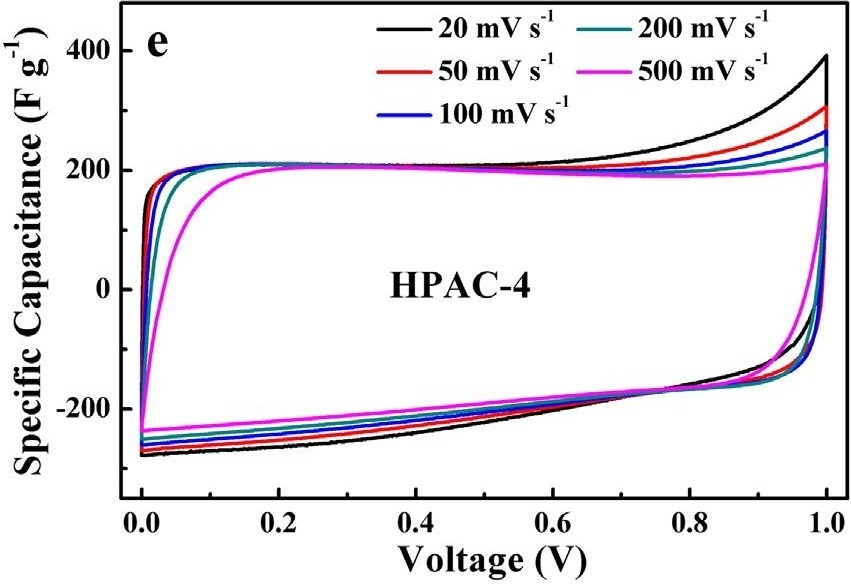 e
20 mV s⁻¹ 200 mV s⁻¹
50 mV s⁻¹ 500 mV s⁻¹
100 mV s⁻¹
Specific Capacitance (F g⁻¹)
400
200
0
-200
HPAC-4
0.0 0.2 0.4 0.6 0.8 1.0
Voltage (V)